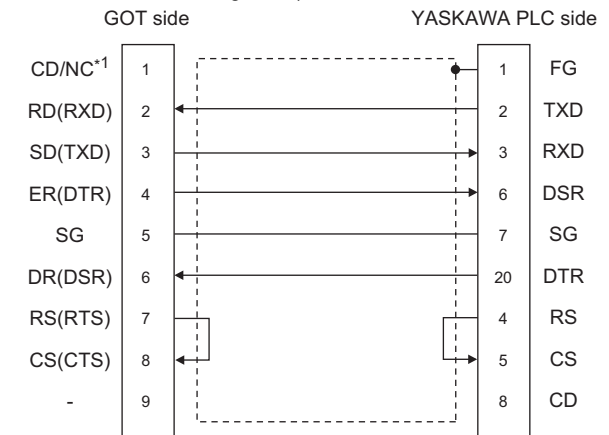 GOT side YASKAWA PLC side
CD/NC*1 1 1 FG
RD(RXD) 2 2 TXD
SD(TXD) 3 3 RXD
ER(DTR) 4 6 DSR
SG 5 7 SG
DR(DSR) 6 20 DTR
RS(RTS) 7 4 RS
CS(CTS) 8 5 CS
- 9 8 CD